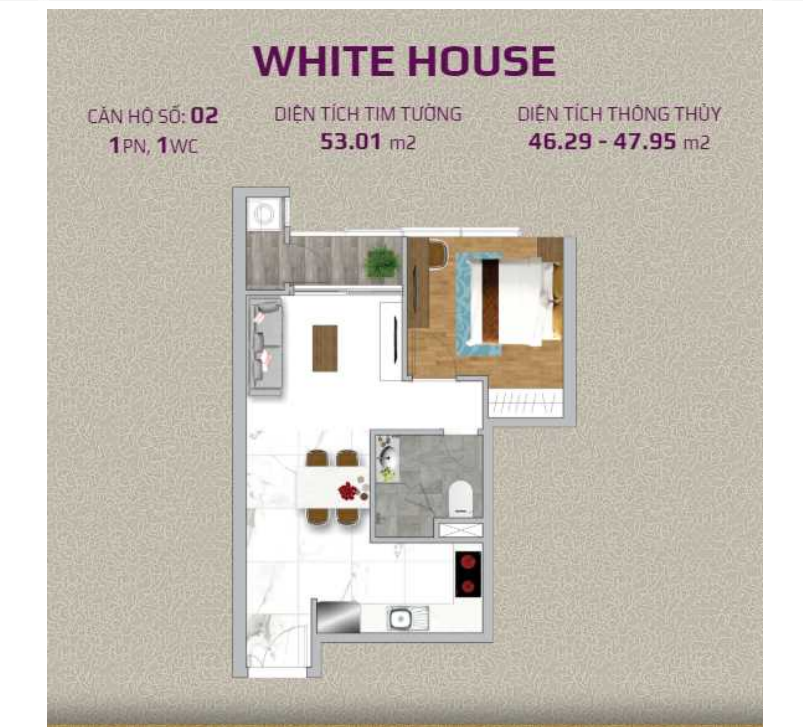 WHITE HOUSE
CĂN HỘ SỐ: 02
1PN, 1WC
DIỆN TÍCH TIM TƯỜNG
53.01 m2
DIỆN TÍCH THÔNG THỦY
46.29 - 47.95 m2